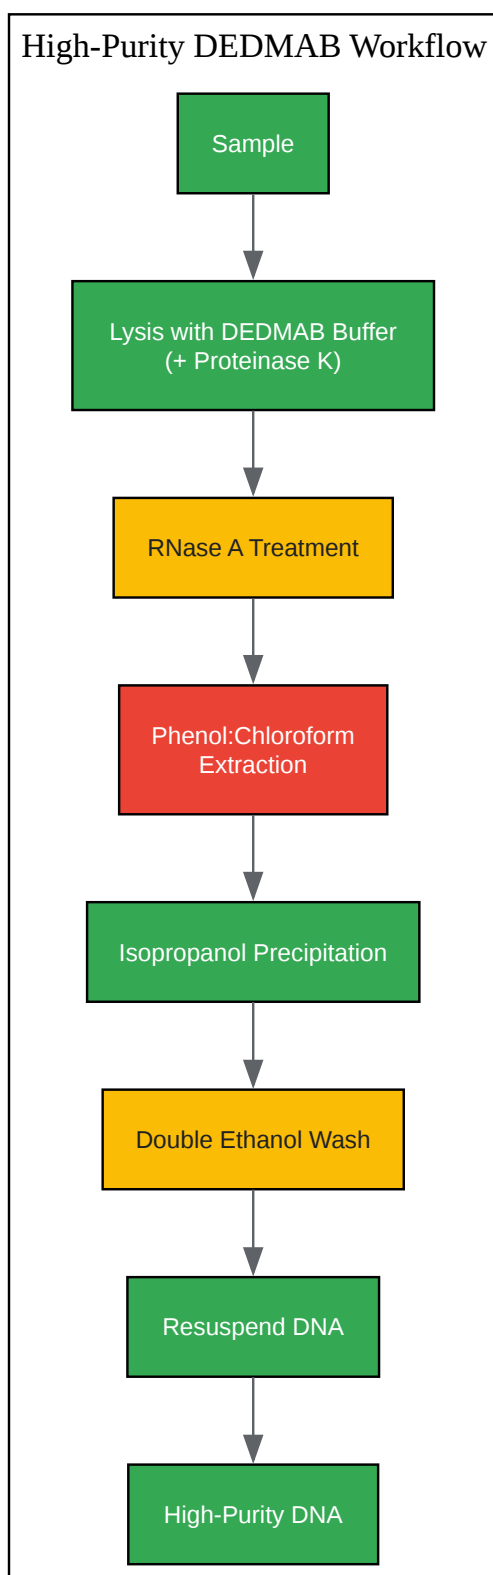 High-Purity DEDMAB Workflow
Sample
Lysis with DEDMAB Buffer
(+ Proteinase K)
RNase A Treatment
Phenol:Chloroform
Extraction
Isopropanol Precipitation
Double Ethanol Wash
Resuspend DNA
High-Purity DNA